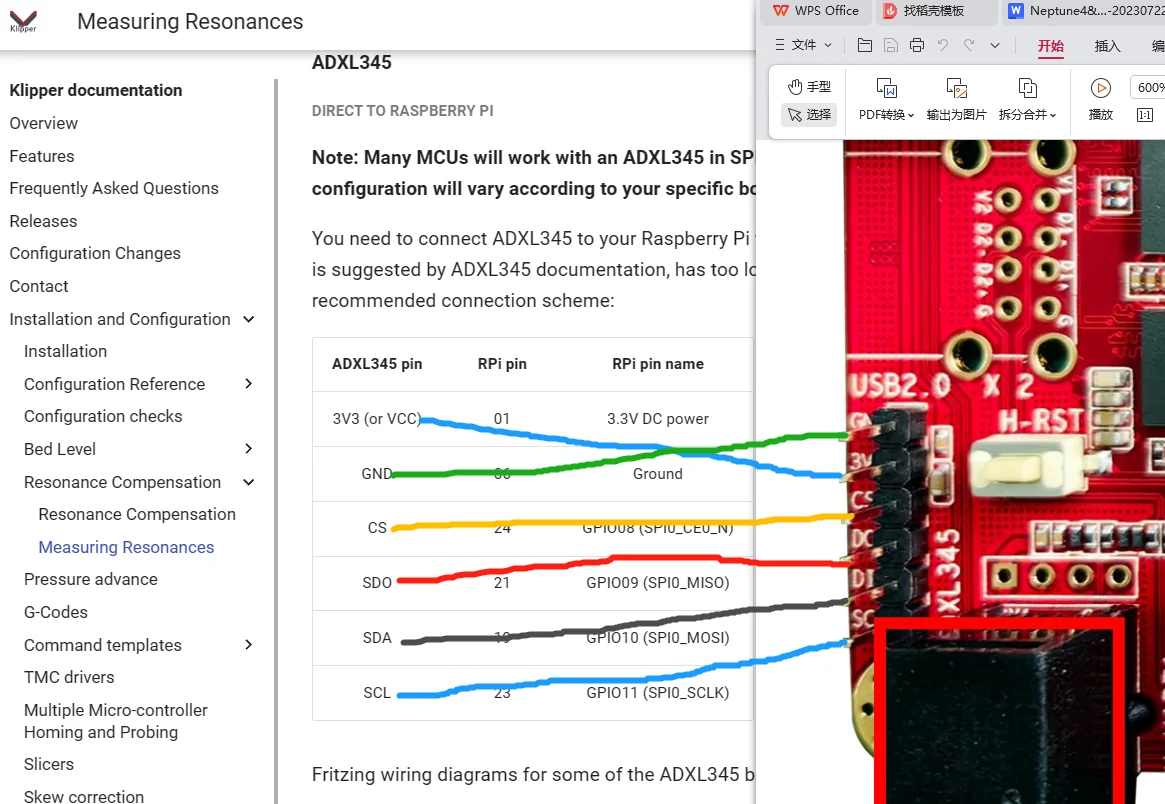 Klipper
Measuring Resonances
Klipper documentation
Overview
Features
Frequently Asked Questions
Releases
Configuration Changes
Contact
Installation and Configuration
Installation
Configuration Reference
Configuration checks
Bed Level
Resonance Compensation
Resonance Compensation
Measuring Resonances
Pressure advance
G-Codes
Command templates
TMC drivers
Multiple Micro-controller
Homing and Probing
Slicers
Skew correction
ADXL345
DIRECT TO RASPBERRY PI
Note: Many MCUs will work with an ADXL345 in SP
configuration will vary according to your specific bo
You need to connect ADXL345 to your Raspberry Pi
is suggested by ADXL345 documentation, has too lo
recommended connection scheme:
ADXL345 pin RPi pin RPi pin name
3V3 (or VCC) 01 3.3V DC power
GND 06 Ground
CS 24 GPIO08 (SPI0_CE0_N)
SDO 21 GPIO09 (SPI0_MISO)
SDA 19 GPIO10 (SPI0_MOSI)
SCL 23 GPIO11 (SPI0_SCLK)
Fritzing wiring diagrams for some of the ADXL345 b
WPS Office 找稻壳模板 Neptune4&...-20230722
文件 开始 插入 编
手型
选择
PDF转换 输出为图片 拆分合并 播放 600%
1:1
V2 V1
D2- D1-
D2+ D1+
G G
USB2.0 X 2
H-RST
3V
CS
DO
DI
SC